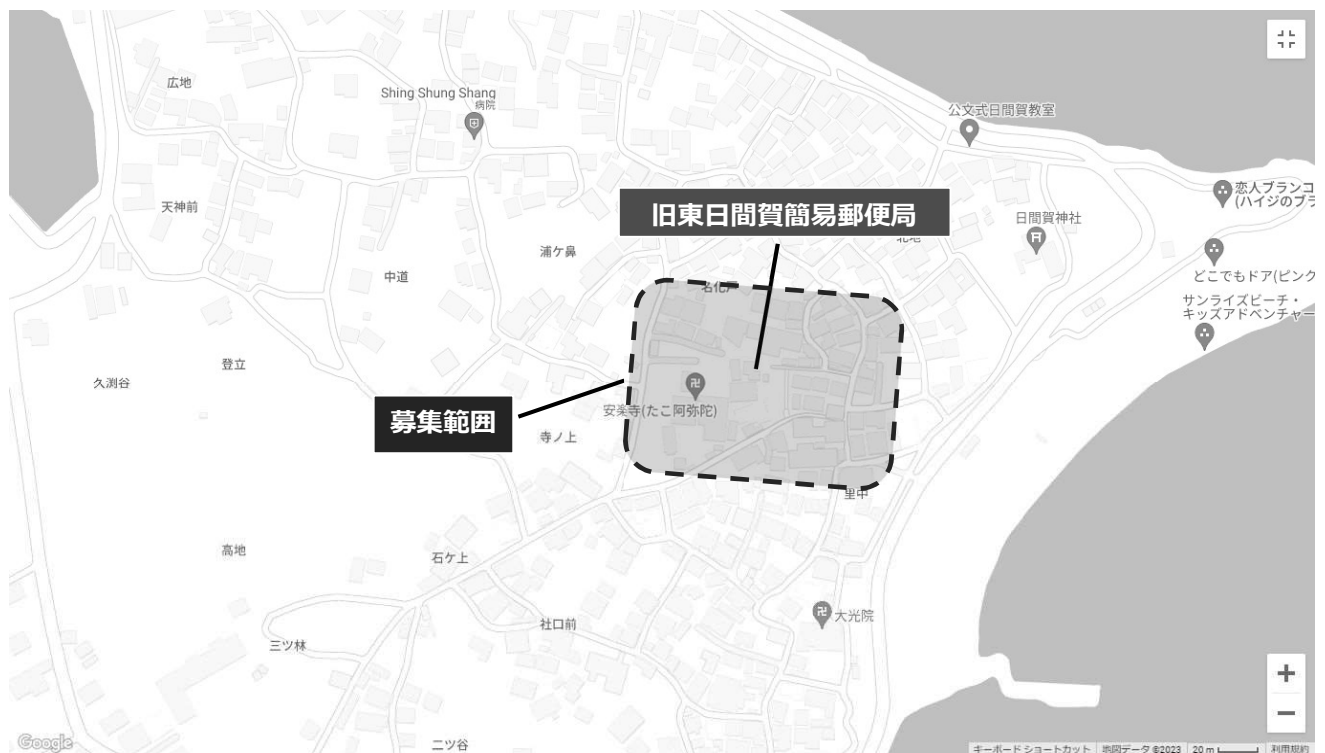 広地
Shing Shung Shang
病院
公文式日間賀教室
恋人ブランコ
(ハイジのブラ
天神前
旧東日間賀簡易郵便局
日間賀神社
北地
浦ケ鼻
中道
どこでもドア(ピンク
名化戸
サンライズビーチ・
キッズアドベンチャー
登立
久渕谷
募集範囲
安楽寺(たこ阿弥陀)
寺ノ上
里中
高地
石ケ上
大光院
社口前
三ツ林
二ツ谷
Google
キーボード ショートカット
地図データ ©2023
20 m
利用規約